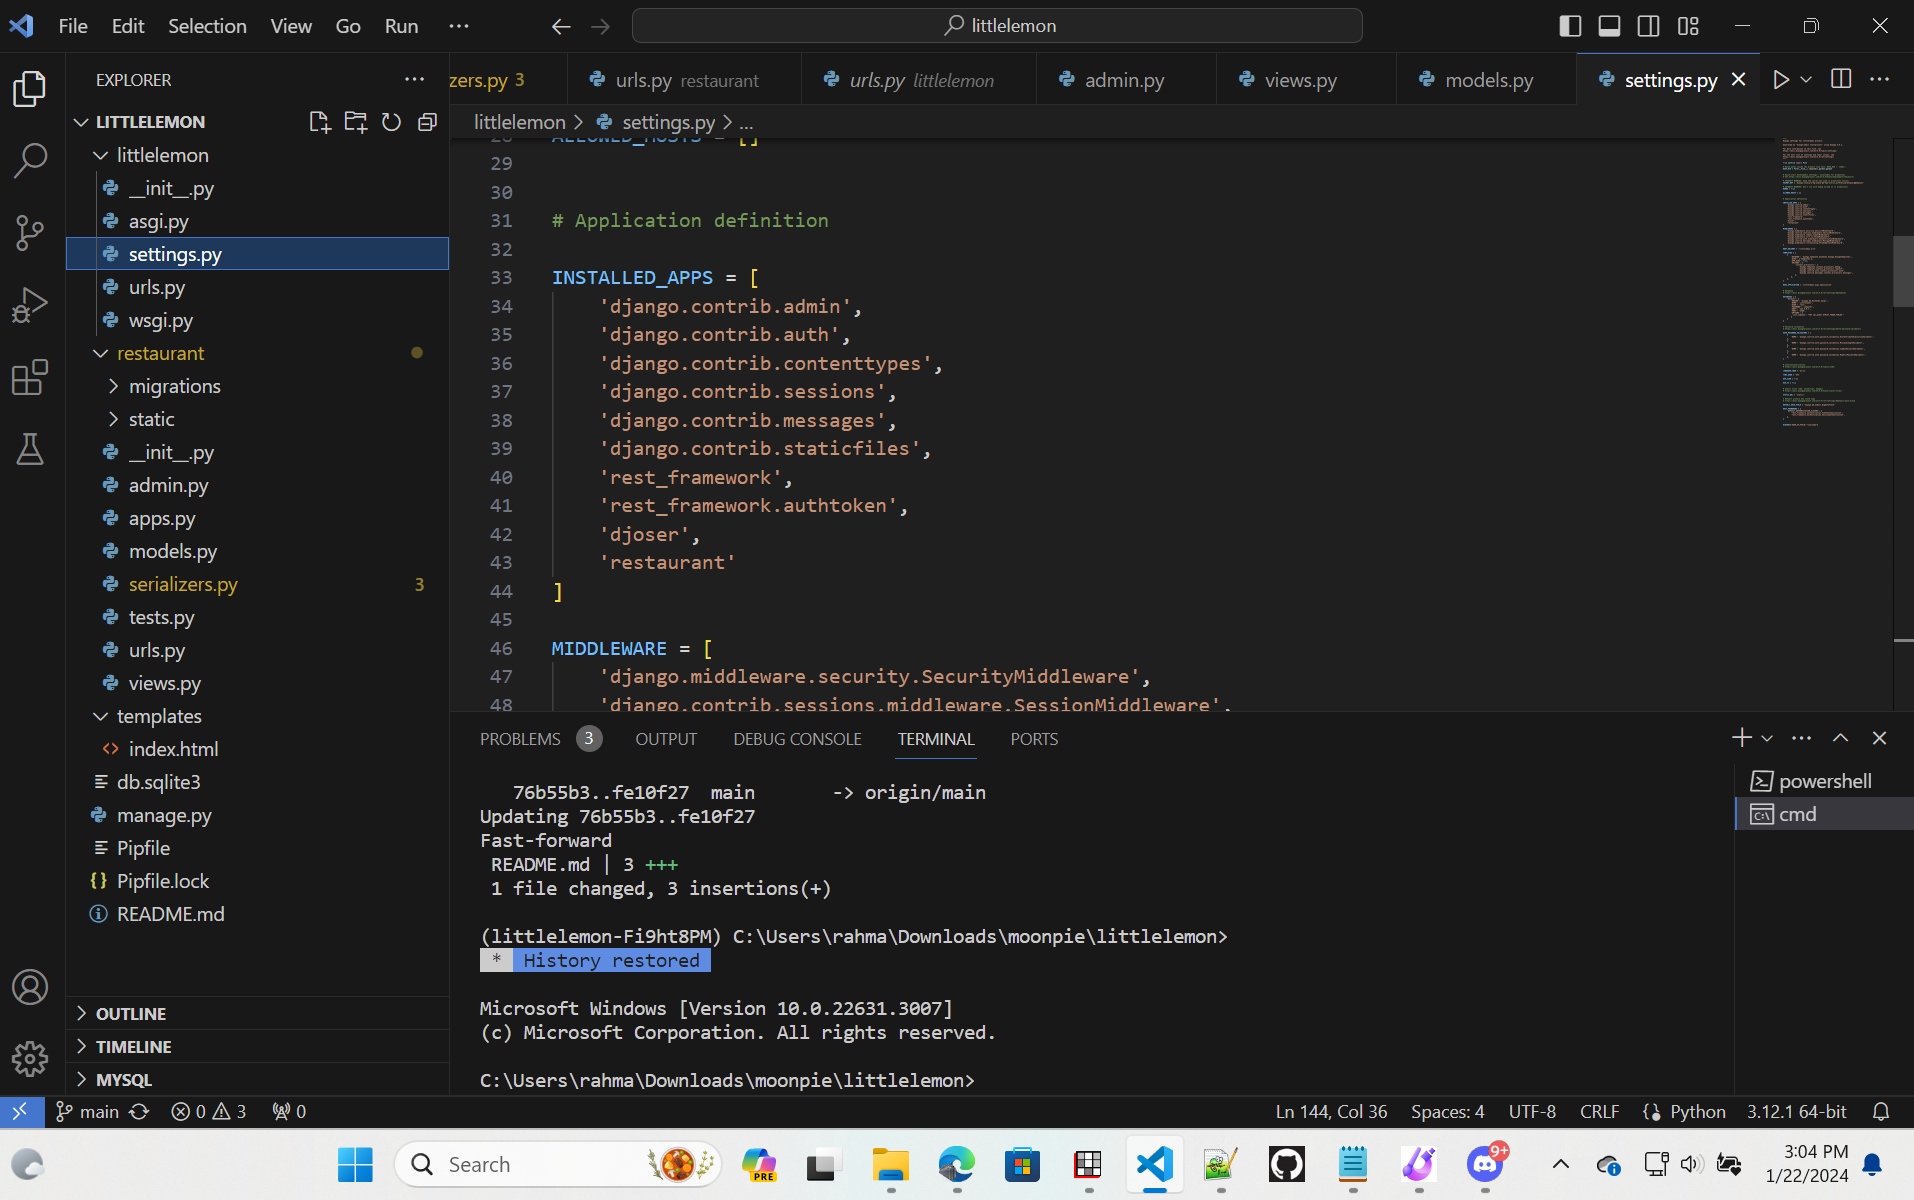 File Edit Selection View Go Run ···
littlelemon
EXPLORER
zers.py 3
urls.py restaurant
urls.py littlelemon
admin.py
views.py
models.py
settings.py
LITTLELEMON
littlelemon > settings.py > ...
littlelemon
__init__.py
asgi.py
settings.py
urls.py
wsgi.py
restaurant
migrations
static
__init__.py
admin.py
apps.py
models.py
serializers.py 3
tests.py
urls.py
views.py
templates
index.html
db.sqlite3
manage.py
Pipfile
Pipfile.lock
README.md
OUTLINE
TIMELINE
MYSQL
28 ALLOWED_HOSTS = []
29
30
31 # Application definition
32
33 INSTALLED_APPS = [
34 'django.contrib.admin',
35 'django.contrib.auth',
36 'django.contrib.contenttypes',
37 'django.contrib.sessions',
38 'django.contrib.messages',
39 'django.contrib.staticfiles',
40 'rest_framework',
41 'rest_framework.authtoken',
42 'djoser',
43 'restaurant'
44 ]
45
46 MIDDLEWARE = [
47 'django.middleware.security.SecurityMiddleware',
48 'django.contrib.sessions.middleware.SessionMiddleware',
PROBLEMS 3 OUTPUT DEBUG CONSOLE TERMINAL PORTS
76b55b3..fe10f27 main -> origin/main
Updating 76b55b3..fe10f27
Fast-forward
README.md | 3 +++
1 file changed, 3 insertions(+)
(littlelemon-Fi9ht8PM) C:\Users\rahma\Downloads\moonpie\littlelemon>
* History restored
Microsoft Windows [Version 10.0.22631.3007]
(c) Microsoft Corporation. All rights reserved.
C:\Users\rahma\Downloads\moonpie\littlelemon>
powershell
cmd
main 0 3 0
Ln 144, Col 36 Spaces: 4 UTF-8 CRLF Python 3.12.1 64-bit
Search
PRE
9+
3:04 PM
1/22/2024